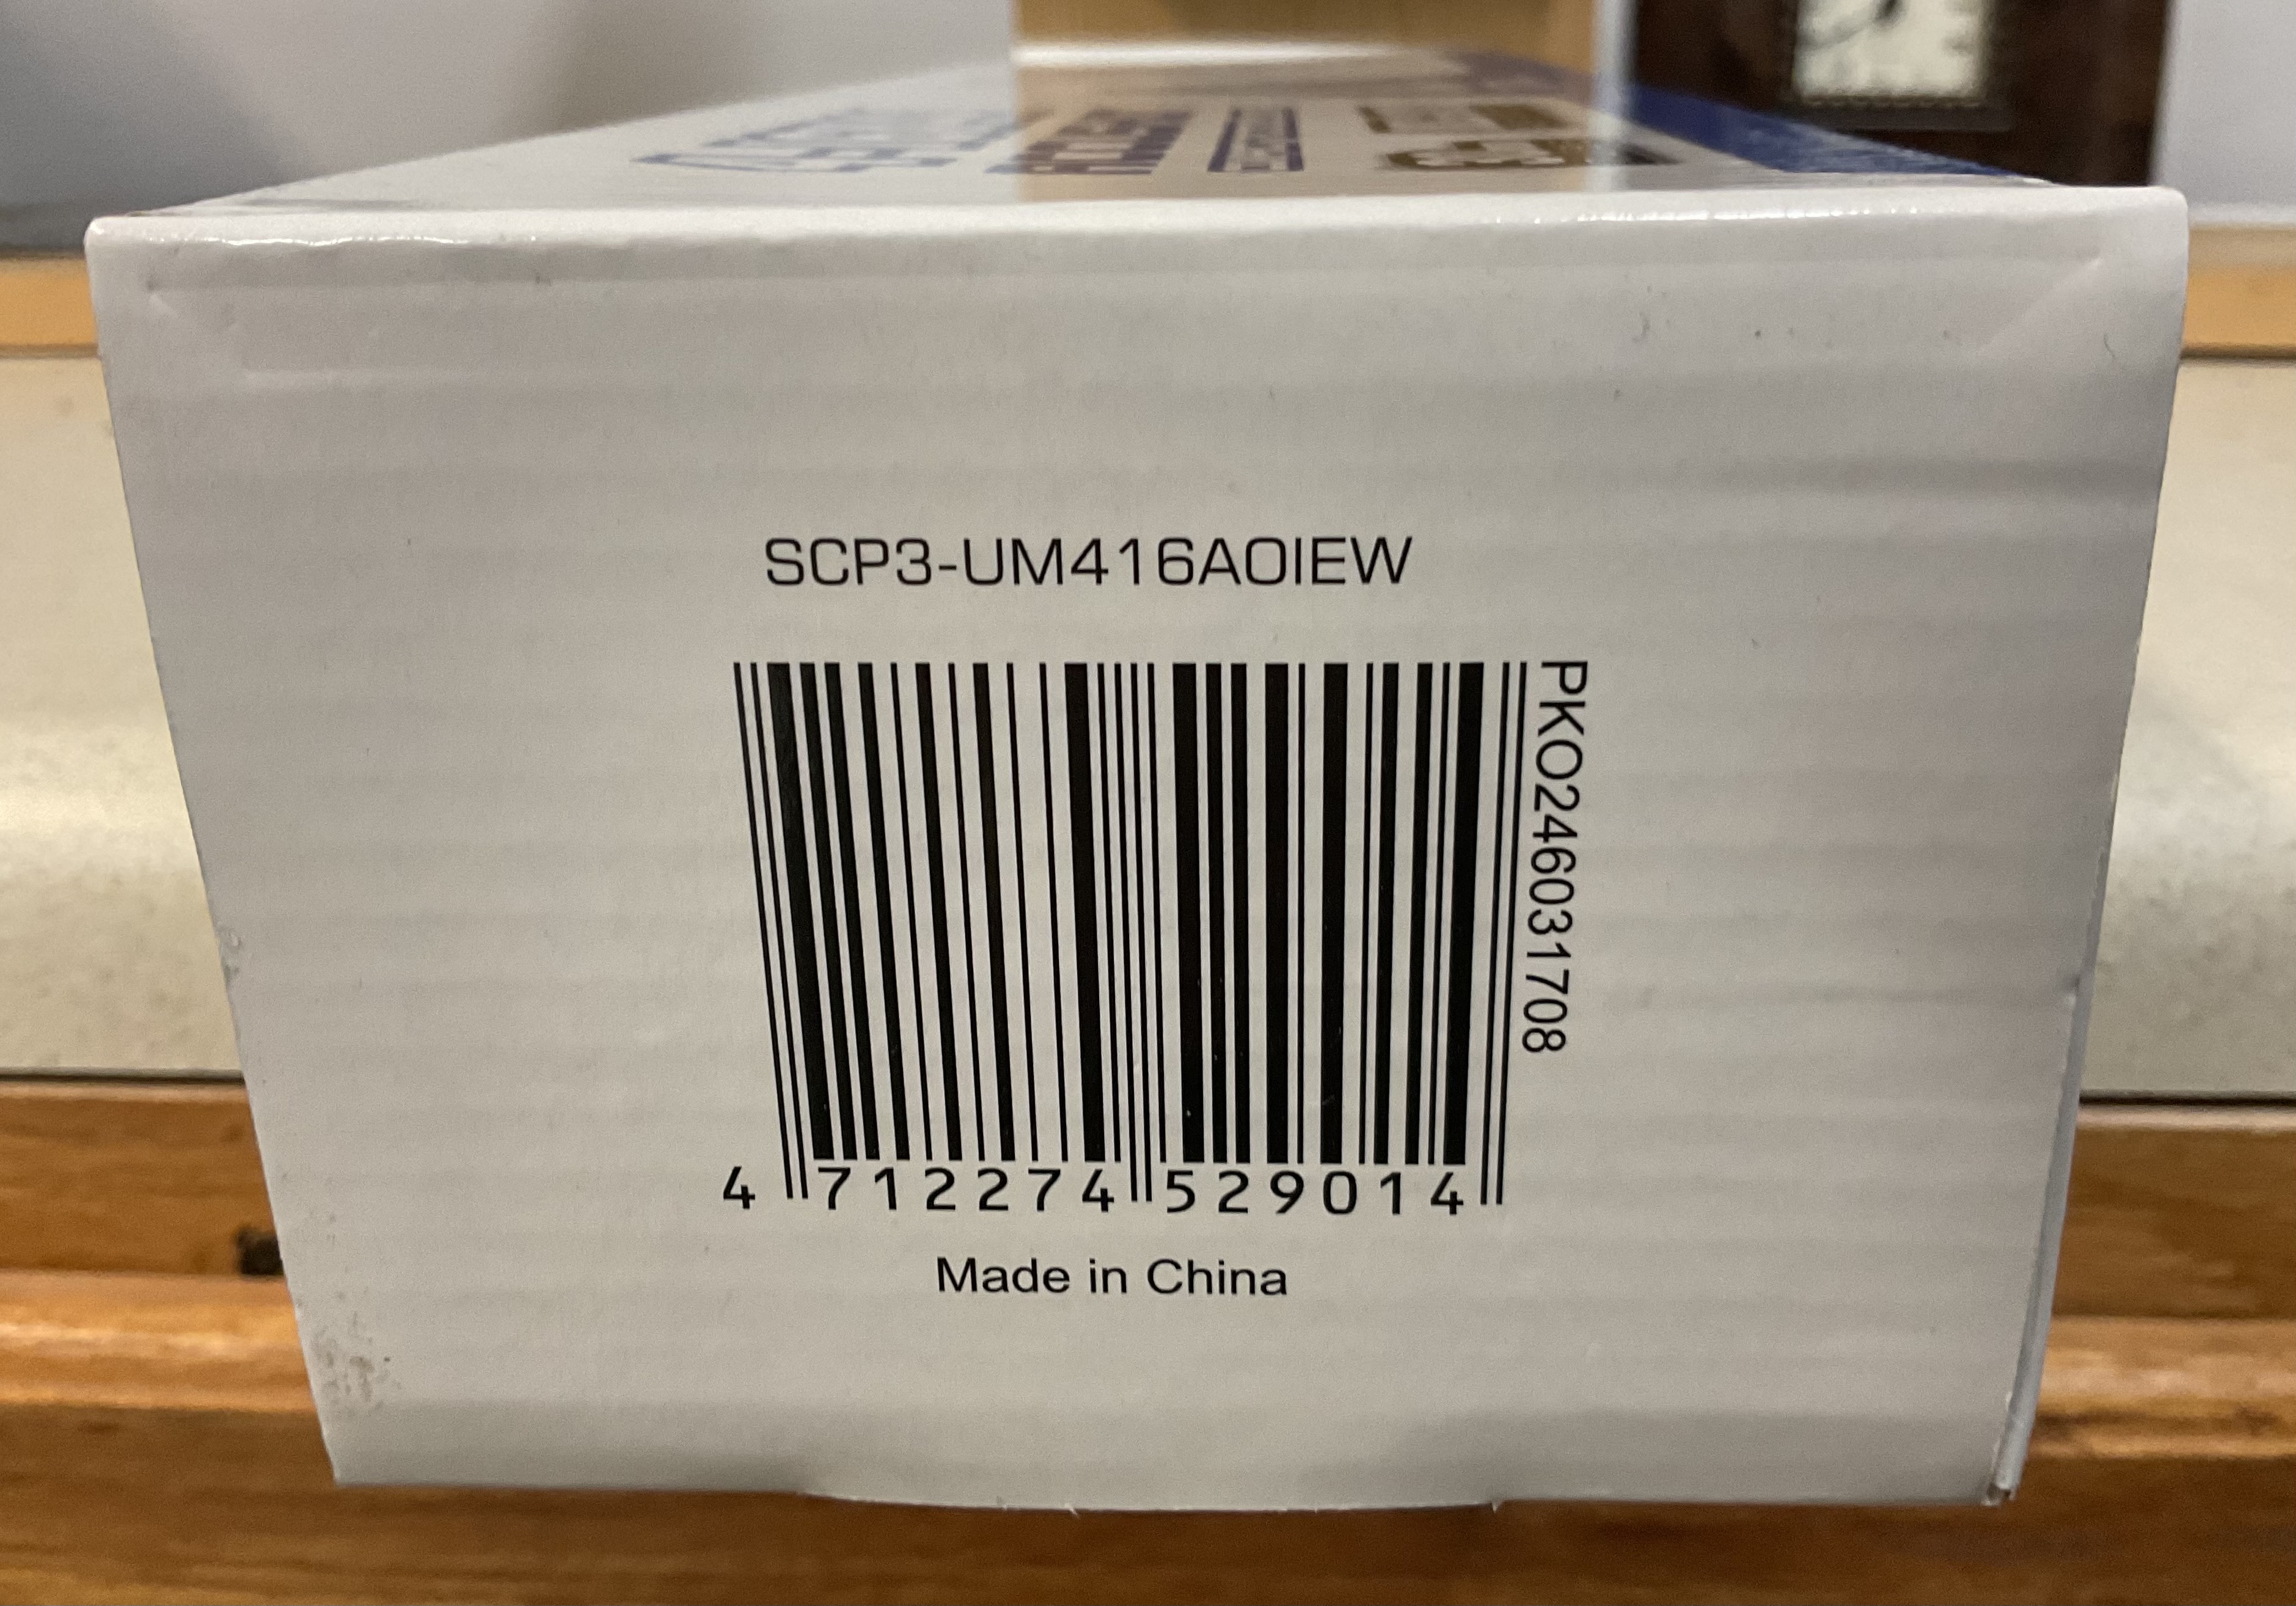 SCP3-UM416AOIEW
PKO246031708
4 712274 529014
Made in China